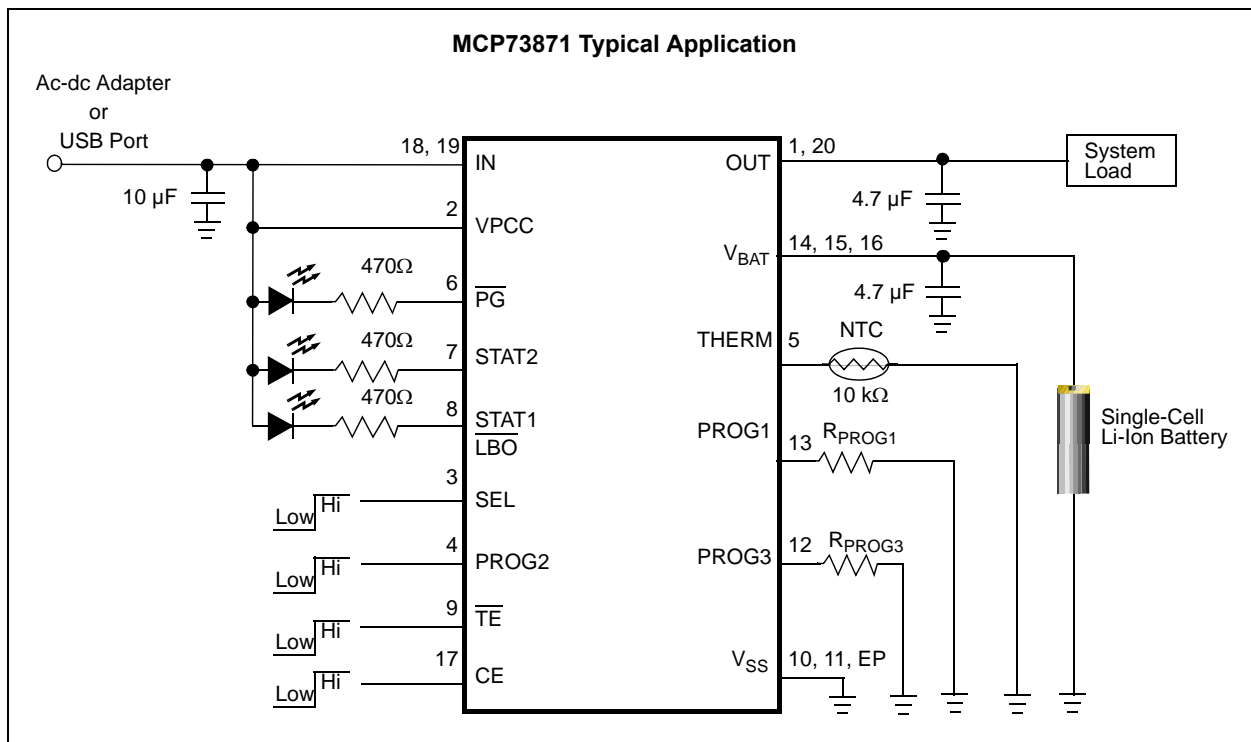 MCP73871 Typical Application
Ac-dc Adapter
or
USB Port
10 µF
18, 19
IN
2
VPCC
470Ω
6
PG
470Ω
7
STAT2
470Ω
8
STAT1
LBO
3
SEL
Low Hi
4
PROG2
Low Hi
9
TE
Low Hi
17
CE
Low Hi
1, 20
OUT
System
Load
4.7 µF
14, 15, 16
VBAT
4.7 µF
THERM
5
NTC
10 kΩ
PROG1
13
RPROG1
Single-Cell
Li-Ion Battery
PROG3
12
RPROG3
VSS
10, 11, EP